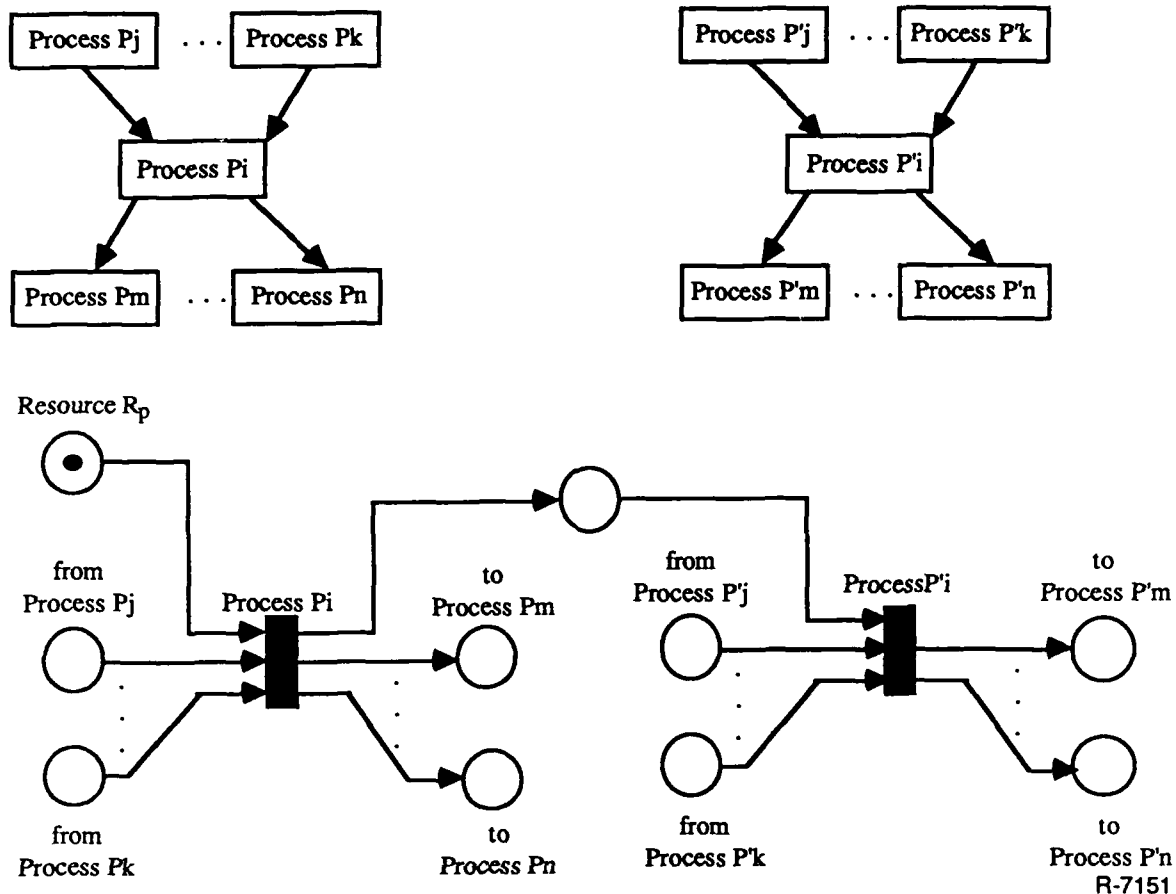 Process Pj ... Process Pk
Process P'j ... Process P'k
Process Pi
Process P'i
Process Pm ... Process Pn
Process P'm ... Process P'n
Resource Rp
from
Process Pj
Process Pi
to
Process Pm
from
Process P'j
ProcessP'i
to
Process P'm
from
Process Pk
to
Process Pn
from
Process P'k
to
Process P'n
R-7151